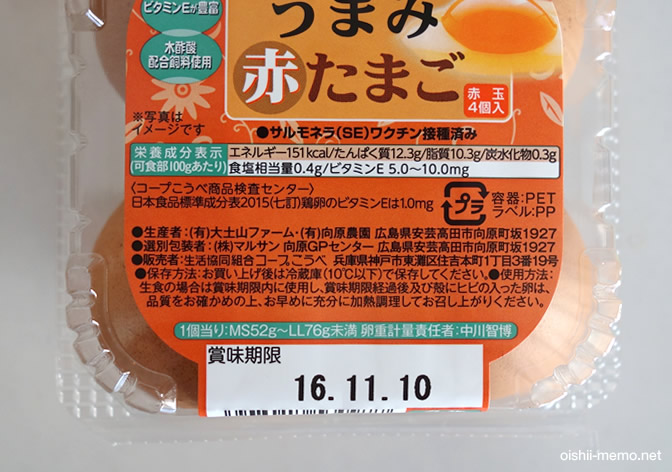 ビタミンEが豊富
うまみ
木酢酸
配合飼料使用
赤たまご
赤玉
4個入
※写真は
イメージです
●サルモネラ(SE)ワクチン接種済み
栄養成分表示
(可食部100gあたり)
エネルギー151kcal/たんぱく質12.3g/脂質10.3g/炭水化物0.3g
食塩相当量0.4g/ビタミンE 5.0〜10.0mg
〈コープこうべ商品検査センター〉
日本食品標準成分表2015(七訂)鶏卵のビタミンEは1.0mg
プラ
容器:PET
ラベル:PP
●生産者:(有)大土山ファーム・(有)向原農園 広島県安芸高田市向原町坂1927
●選別包装者:(株)マルサン 向原GPセンター 広島県安芸高田市向原町坂1927
●販売者:生活協同組合コープこうべ 兵庫県神戸市東灘区住吉本町1丁目3番19号
●保存方法:お買い上げ後は冷蔵庫(10℃以下)で保存してください。●使用方法:
生食の場合は賞味期限内に使用し、賞味期限経過後及び殻にヒビの入った卵は、
品質をお確かめの上、お早めに充分に加熱調理してお召し上がりください。
1個当り:MS52g〜LL76g未満 卵重計量責任者:中川智博
賞味期限
16.11.10
oishii-memo.net